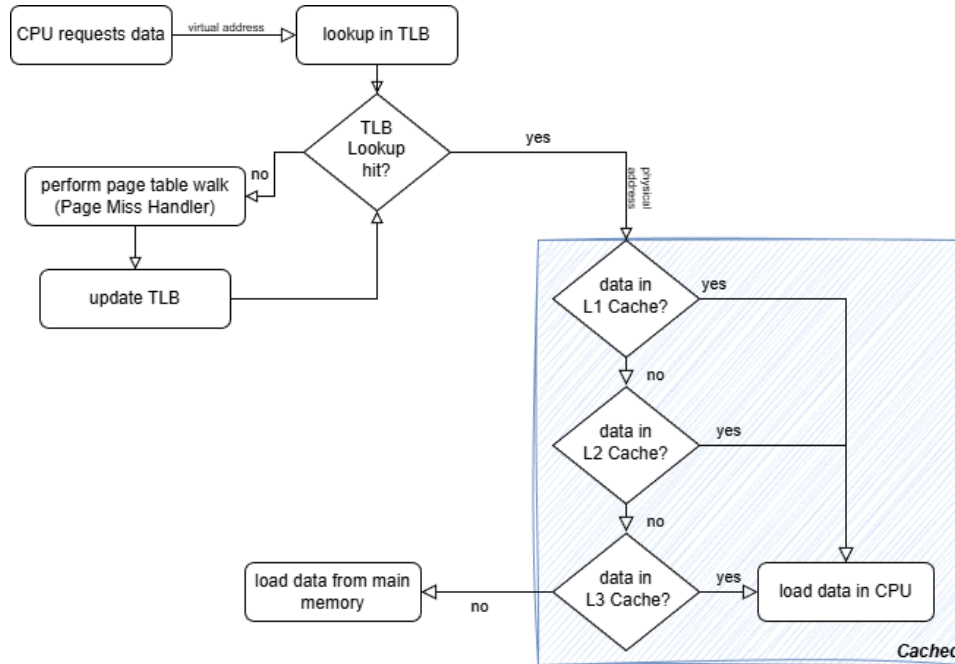 CPU requests data
virtual address
lookup in TLB
TLB
Lookup
hit?
yes
no
physical
address
perform page table walk
(Page Miss Handler)
update TLB
data in
L1 Cache?
yes
no
data in
L2 Cache?
yes
no
data in
L3 Cache?
yes
load data in CPU
no
load data from main
memory
Cached